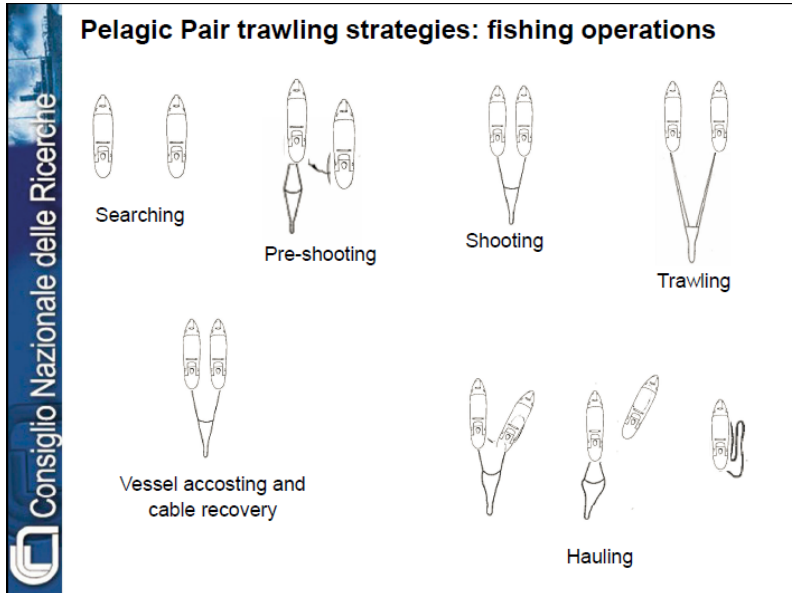 Pelagic Pair trawling strategies: fishing operations
Consiglio Nazionale delle Ricerche
Searching
Pre-shooting
Shooting
Trawling
Vessel accosting and
cable recovery
Hauling